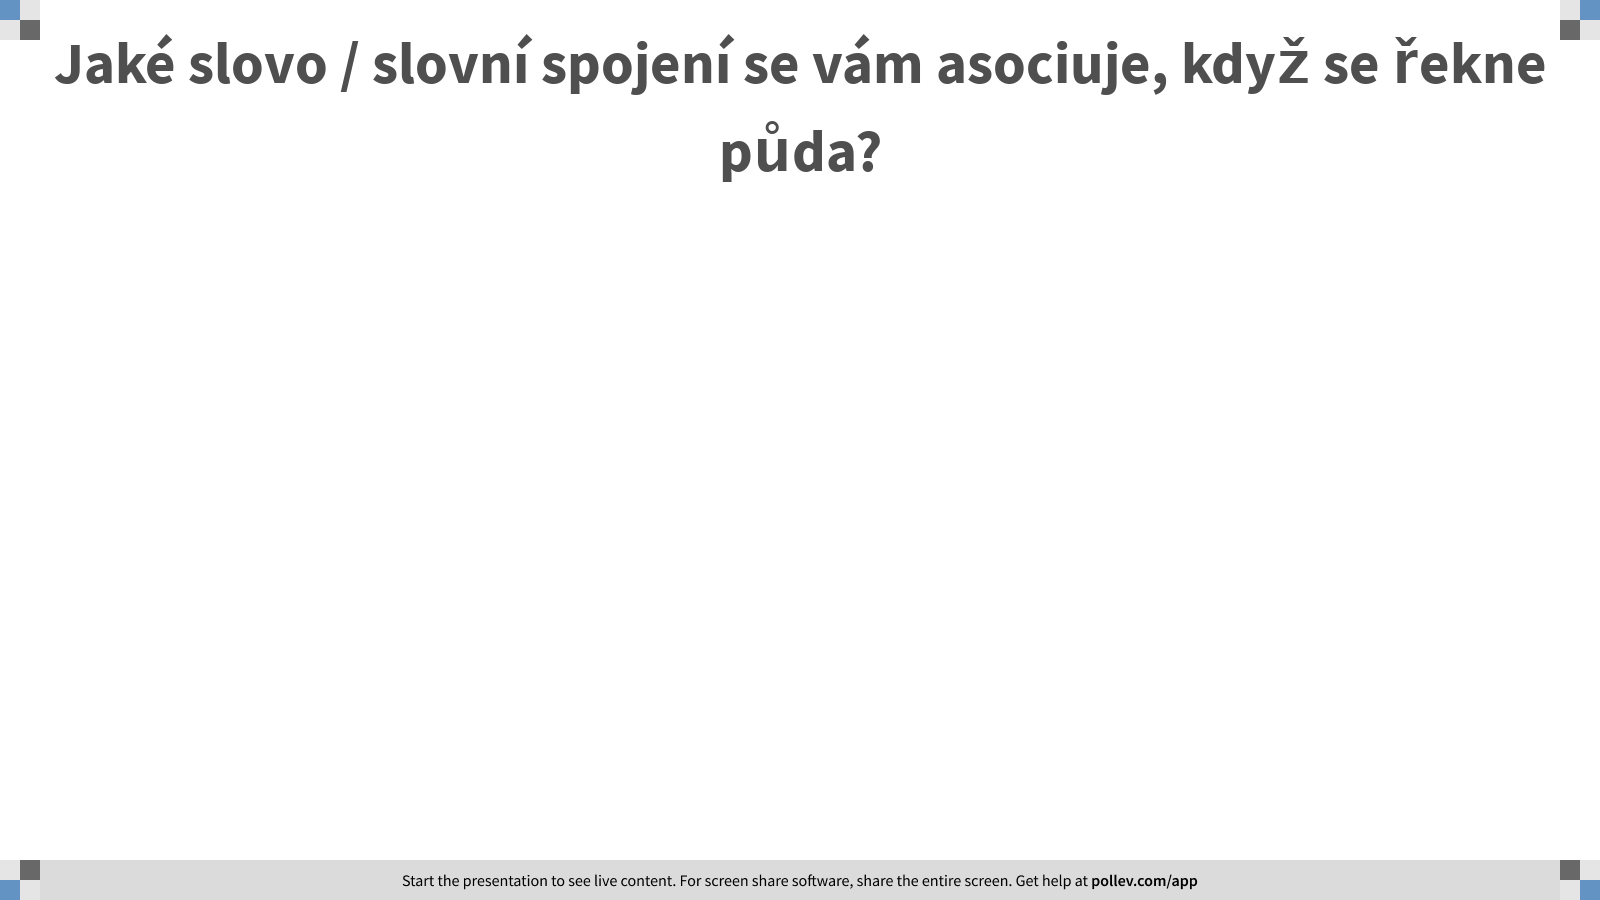 Jaké slovo / slovní spojení se vám asociuje, když se řekne
půda?
Start the presentation to see live content. For screen share software, share the entire screen. Get help at pollev.com/app